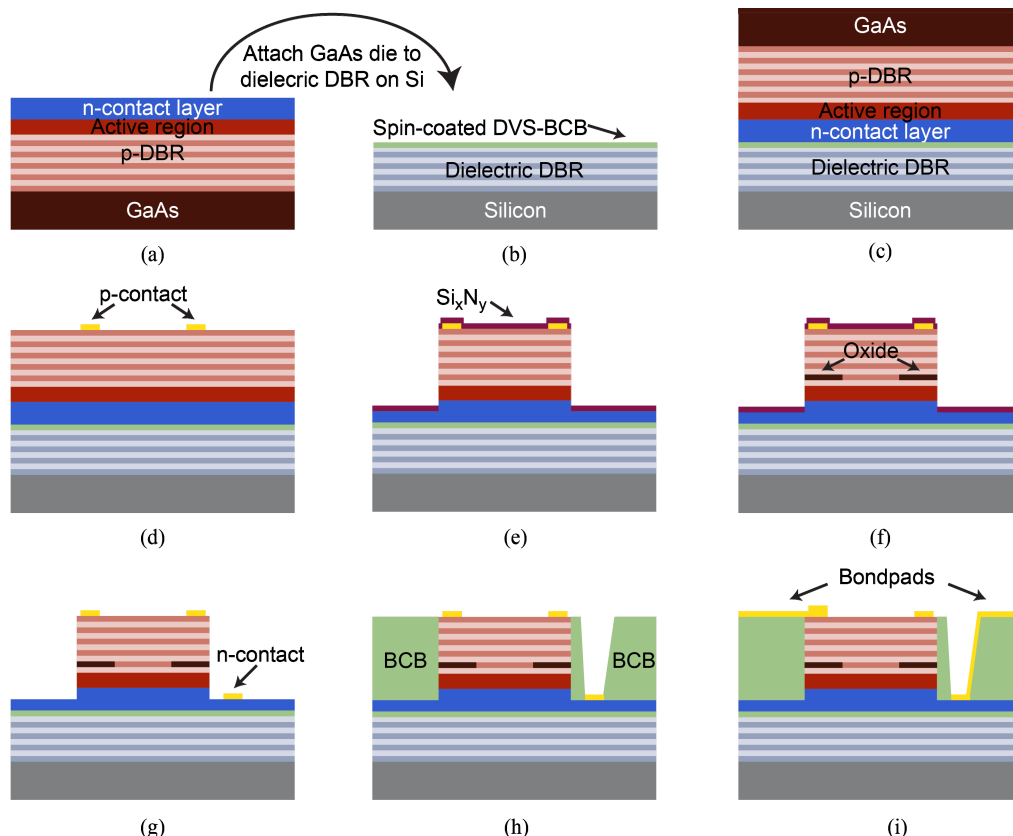 Attach GaAs die to
dielecric DBR on Si
n-contact layer
Active region
p-DBR
GaAs
(a)
Spin-coated DVS-BCB
Dielectric DBR
Silicon
(b)
GaAs
p-DBR
Active region
n-contact layer
Dielectric DBR
Silicon
(c)
p-contact
(d)
SixNy
(e)
Oxide
(f)
n-contact
(g)
BCB BCB
(h)
Bondpads
(i)